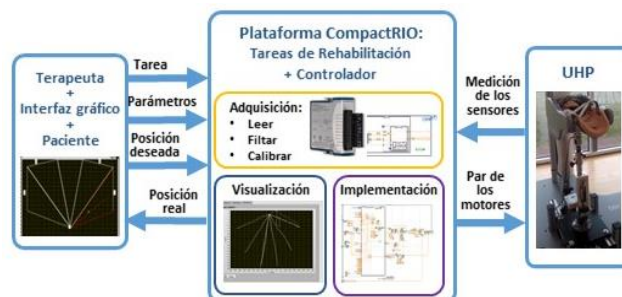 Terapeuta
+
Interfaz gráfico
+
Paciente
Tarea
Parámetros
Posición
deseada
Posición
real
Plataforma CompactRIO:
Tareas de Rehabilitación
+ Controlador
Adquisición:
• Leer
• Filtar
• Calibrar
Visualización
Implementación
Medición
de los
sensores
Par de
los
motores
UHP